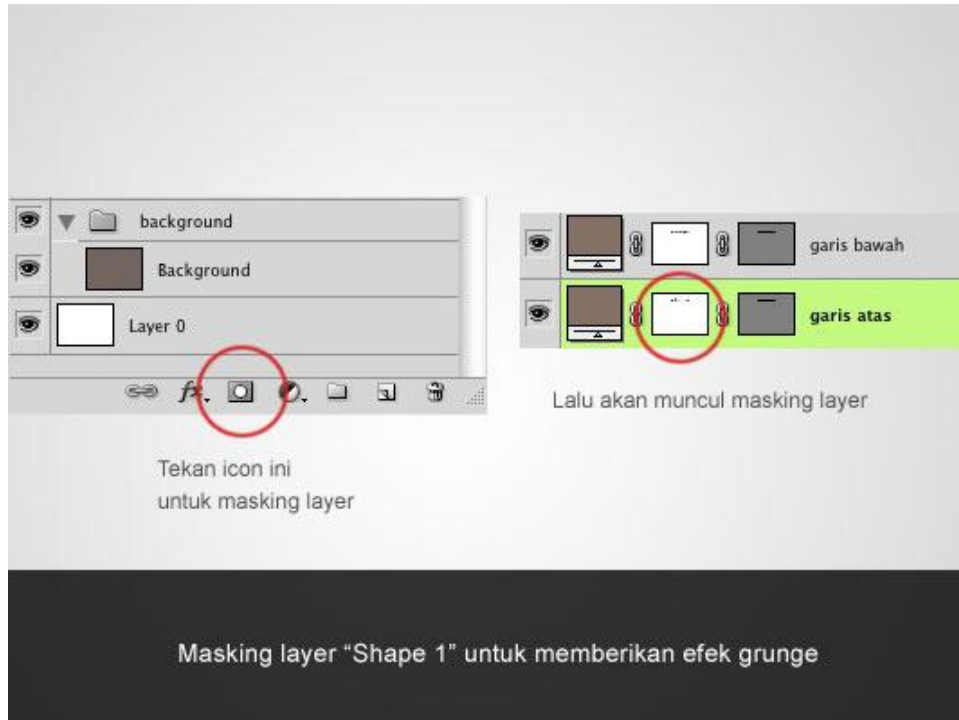 background
Background
Layer 0
fx.
Tekan icon ini
untuk masking layer
garis bawah
garis atas
Lalu akan muncul masking layer
Masking layer “Shape 1” untuk memberikan efek grunge